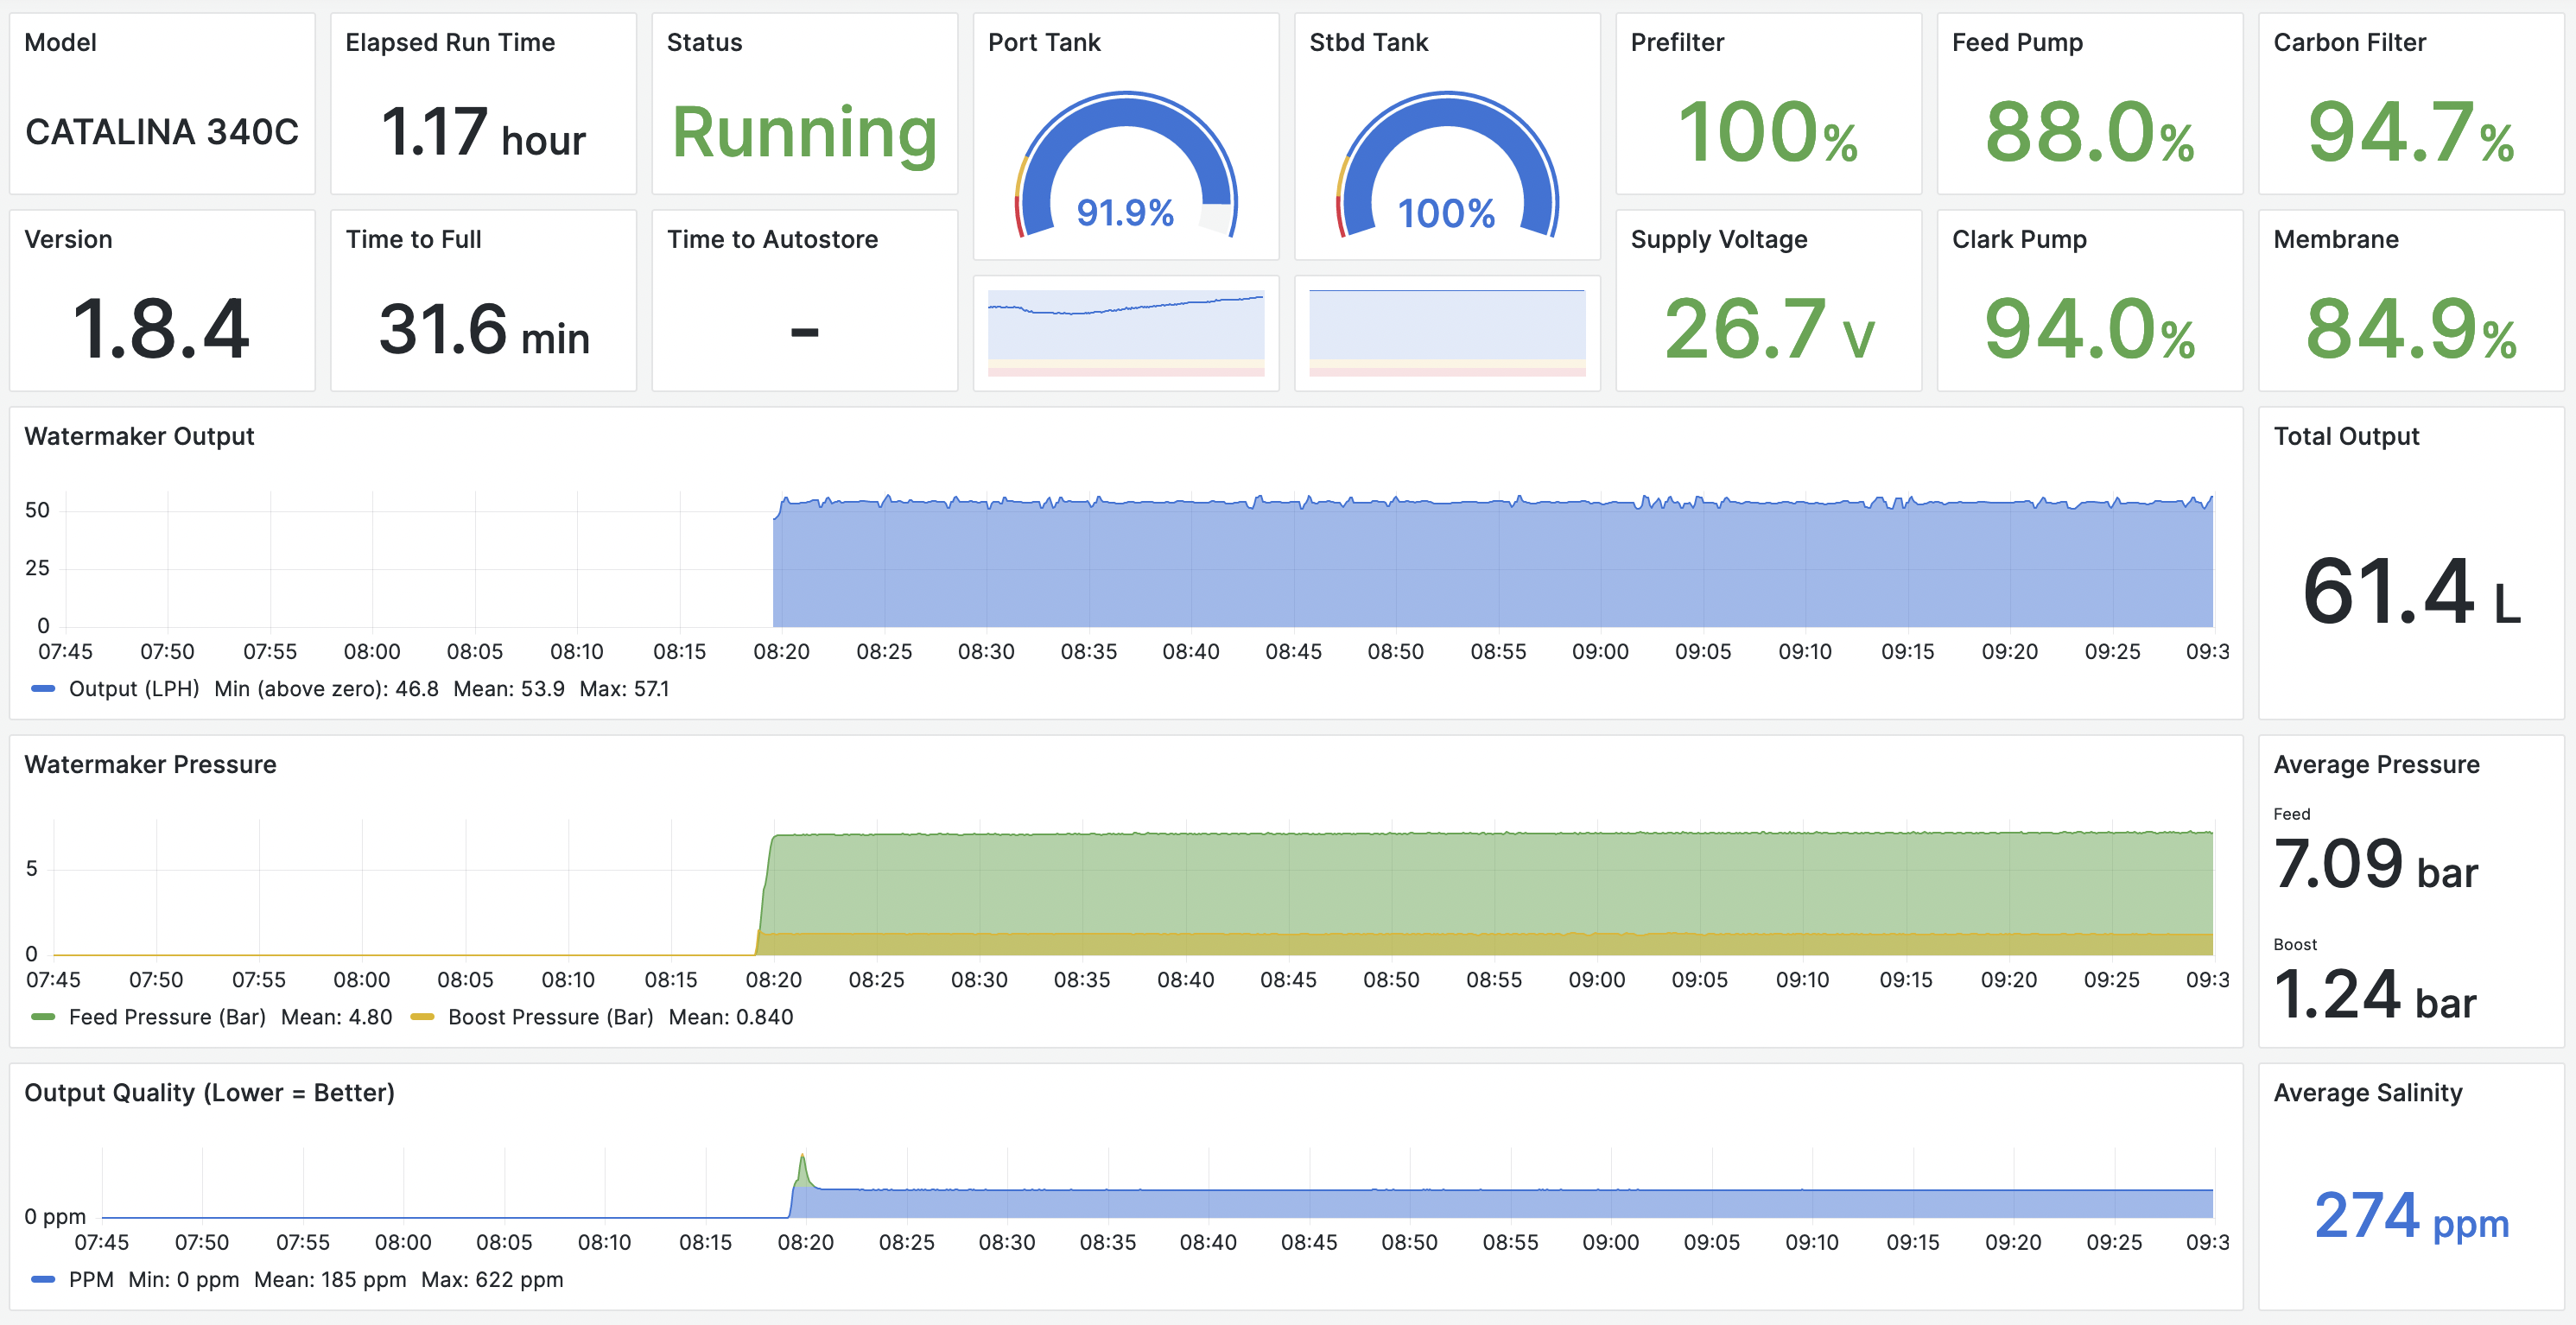 Model
CATALINA 340C
Elapsed Run Time
1.17 hour
Status
Running
Port Tank
91.9%
Stbd Tank
100%
Prefilter
100%
Feed Pump
88.0%
Carbon Filter
94.7%
Version
1.8.4
Time to Full
31.6 min
Time to Autostore
-
Supply Voltage
26.7 V
Clark Pump
94.0%
Membrane
84.9%
Watermaker Output
50
25
0
07:45 07:50 07:55 08:00 08:05 08:10 08:15 08:20 08:25 08:30 08:35 08:40 08:45 08:50 08:55 09:00 09:05 09:10 09:15 09:20 09:25 09:3
Output (LPH) Min (above zero): 46.8 Mean: 53.9 Max: 57.1
Total Output
61.4 L
Watermaker Pressure
5
0
07:45 07:50 07:55 08:00 08:05 08:10 08:15 08:20 08:25 08:30 08:35 08:40 08:45 08:50 08:55 09:00 09:05 09:10 09:15 09:20 09:25 09:3
Feed Pressure (Bar) Mean: 4.80 Boost Pressure (Bar) Mean: 0.840
Average Pressure
Feed
7.09 bar
Boost
1.24 bar
Output Quality (Lower = Better)
0 ppm
07:45 07:50 07:55 08:00 08:05 08:10 08:15 08:20 08:25 08:30 08:35 08:40 08:45 08:50 08:55 09:00 09:05 09:10 09:15 09:20 09:25 09:3
PPM Min: 0 ppm Mean: 185 ppm Max: 622 ppm
Average Salinity
274 ppm